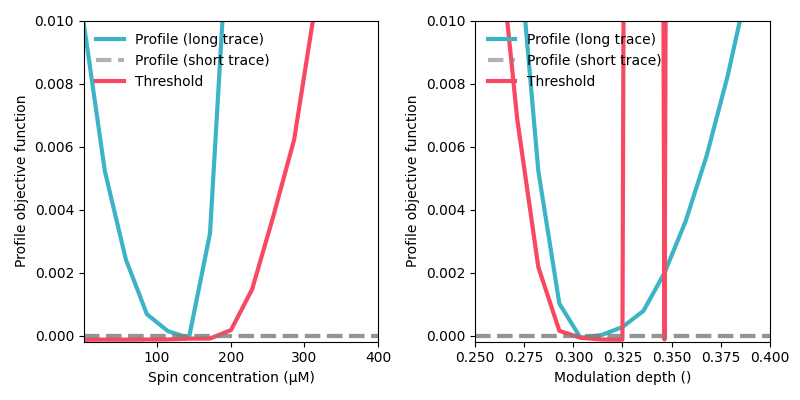 0.010
0.008
0.006
0.004
0.002
0.000
Profile objective function
Profile (long trace)
Profile (short trace)
Threshold
100
200
300
400
Spin concentration (μM)
0.010
0.008
0.006
0.004
0.002
0.000
Profile objective function
Profile (long trace)
Profile (short trace)
Threshold
0.250
0.275
0.300
0.325
0.350
0.375
0.400
Modulation depth ()